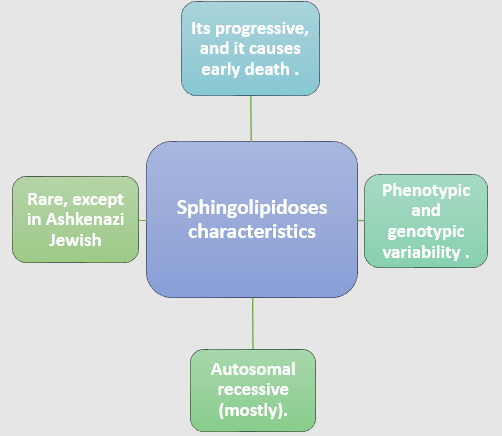 Its progressive,
and it causes
early death .
Rare, except
in Ashkenazi
Jewish
Sphingolipidoses
characteristics
Phenotypic
and
genotypic
variability .
Autosomal
recessive
(mostly).